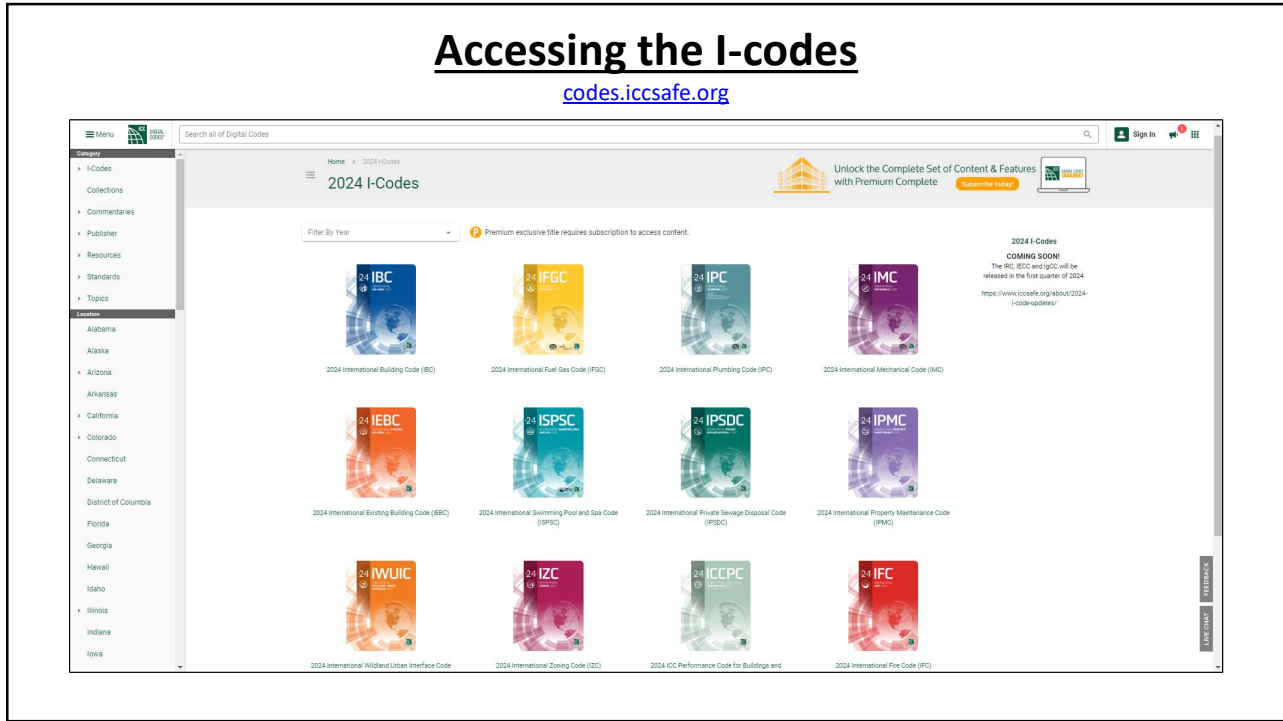 Accessing the I-codes
codes.iccsafe.org
Menu
ICC
DIGITAL CODES
Search all of Digital Codes
Sign In
1
Category
I-Codes
Collections
Commentaries
Publisher
Resources
Standards
Topics
Location
Alabama
Alaska
Arizona
Arkansas
California
Colorado
Connecticut
Delaware
District of Columbia
Florida
Georgia
Hawaii
Idaho
Illinois
Indiana
Iowa
Home > 2024 I-Codes
2024 I-Codes
Unlock the Complete Set of Content & Features
with Premium Complete
Subscribe today!
Filter By Year
P Premium exclusive title requires subscription to access content.
2024 I-Codes
COMING SOON!
The IRC, IECC and IgCC will be
released in the first quarter of 2024.
https://www.iccsafe.org/about/2024-
i-code-updates/
24 IBC
24 IFGC
24 IPC
24 IMC
2024 International Building Code (IBC)
2024 International Fuel Gas Code (IFGC)
2024 International Plumbing Code (IPC)
2024 International Mechanical Code (IMC)
24 IEBC
24 ISPSC
24 IPSDC
24 IPMC
2024 International Existing Building Code (IEBC)
2024 International Swimming Pool and Spa Code
(ISPSC)
2024 International Private Sewage Disposal Code
(IPSDC)
2024 International Property Maintenance Code
(IPMC)
24 IWUIC
24 IZC
24 ICCPC
24 IFC
2024 International Wildland Urban Interface Code
2024 International Zoning Code (IZC)
2024 ICC Performance Code for Buildings and
2024 International Fire Code (IFC)
FEEDBACK
LIVE CHAT